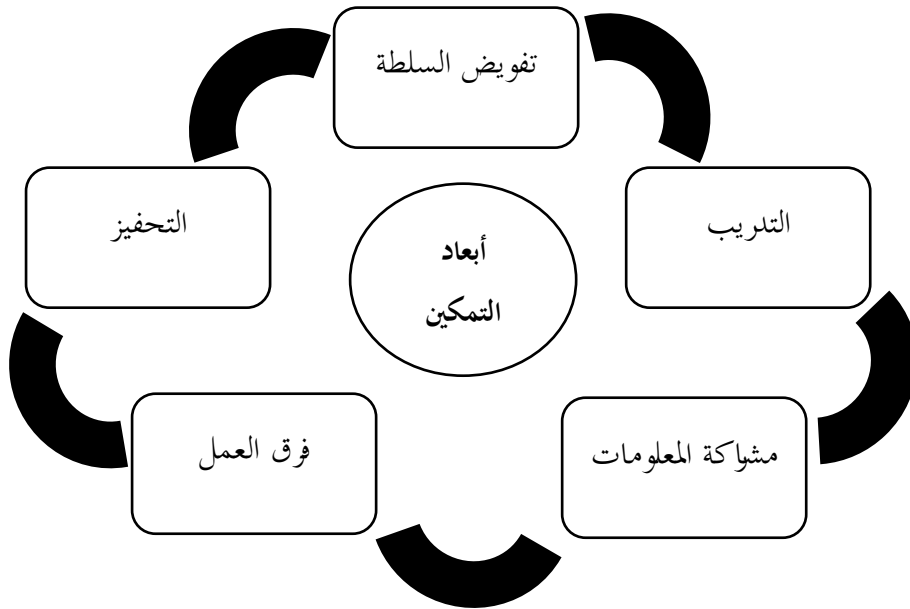 تفويض السلطة
التدريب
التحفيز
أبعاد
التمكين
مشاركة المعلومات
فرق العمل